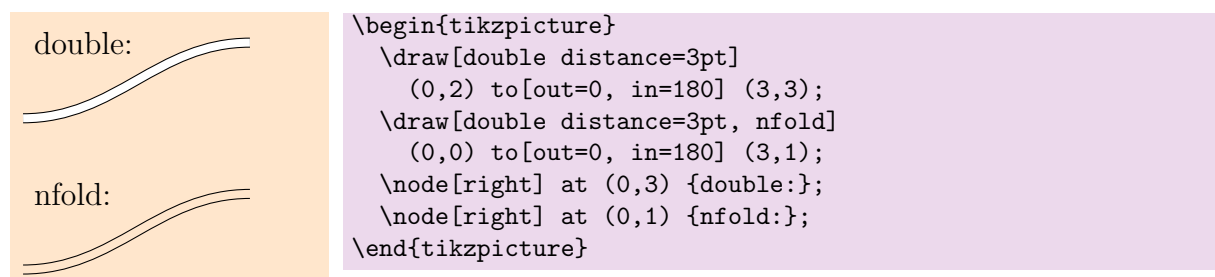 double:
nfold:
\begin{tikzpicture}
  \draw[double distance=3pt]
    (0,2) to[out=0, in=180] (3,3);
  \draw[double distance=3pt, nfold]
    (0,0) to[out=0, in=180] (3,1);
  \node[right] at (0,3) {double:};
  \node[right] at (0,1) {nfold:};
\end{tikzpicture}